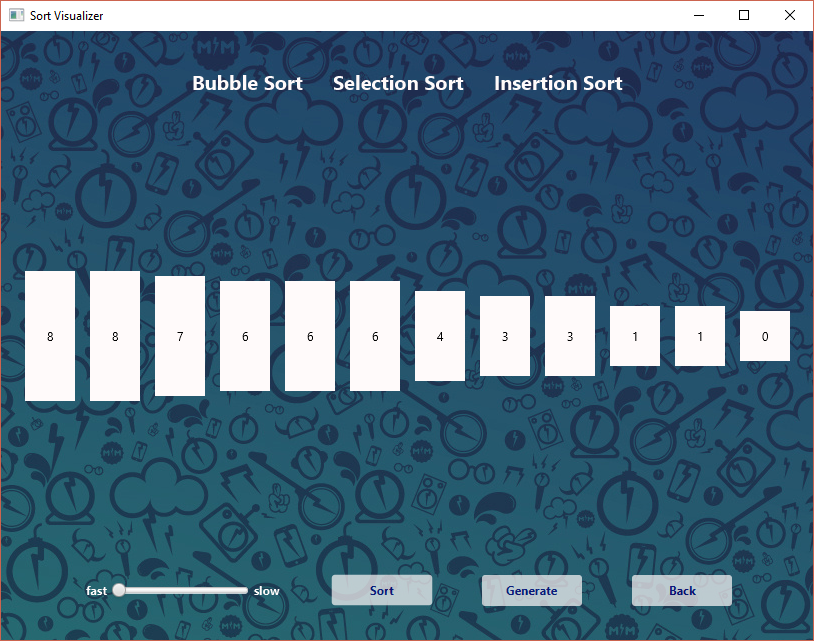 Sort Visualizer
Bubble Sort Selection Sort Insertion Sort
8 8 7 6 6 6 4 3 3 1 1 0
fast slow Sort Generate Back